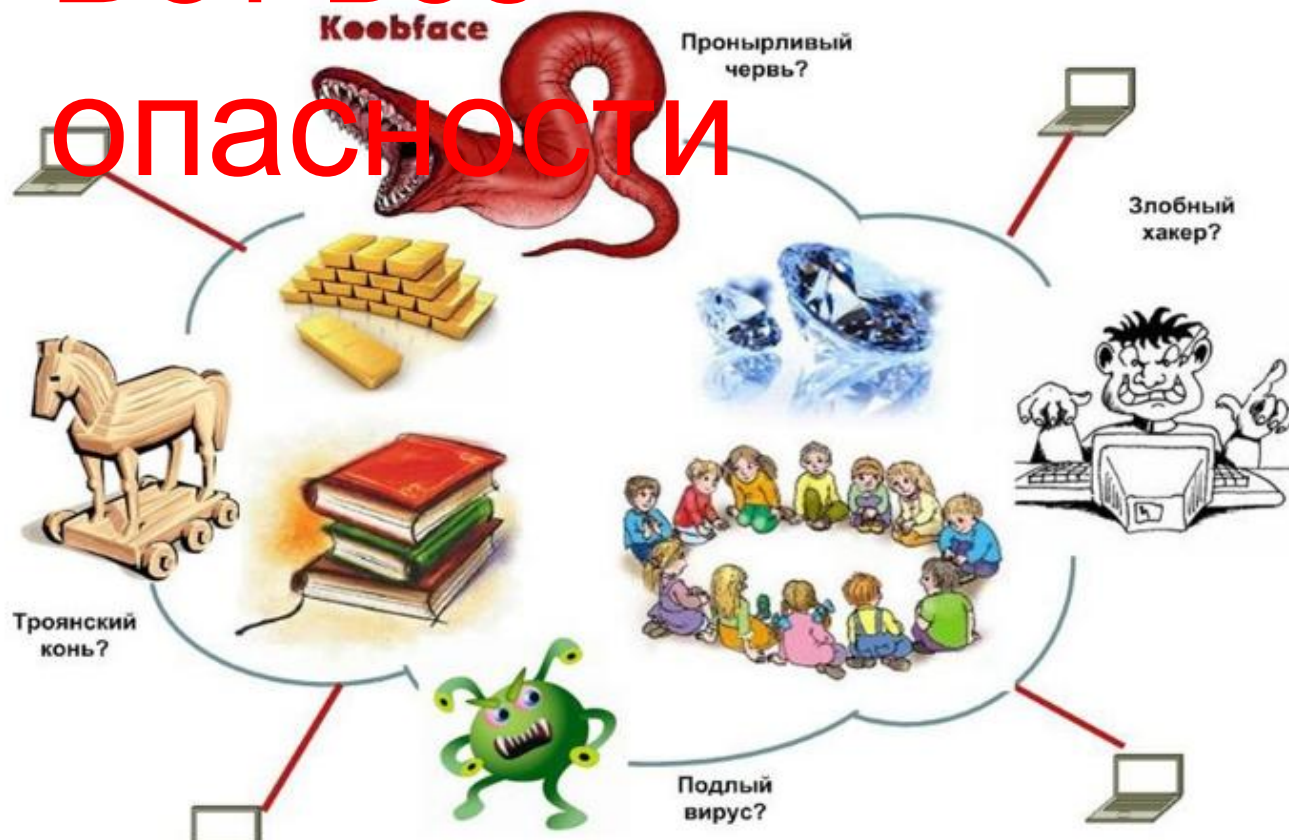 Koobface
Пронырливый
червь?
опасности
Злобный
хакер?
Троянский
конь?
Подлый
вирус?